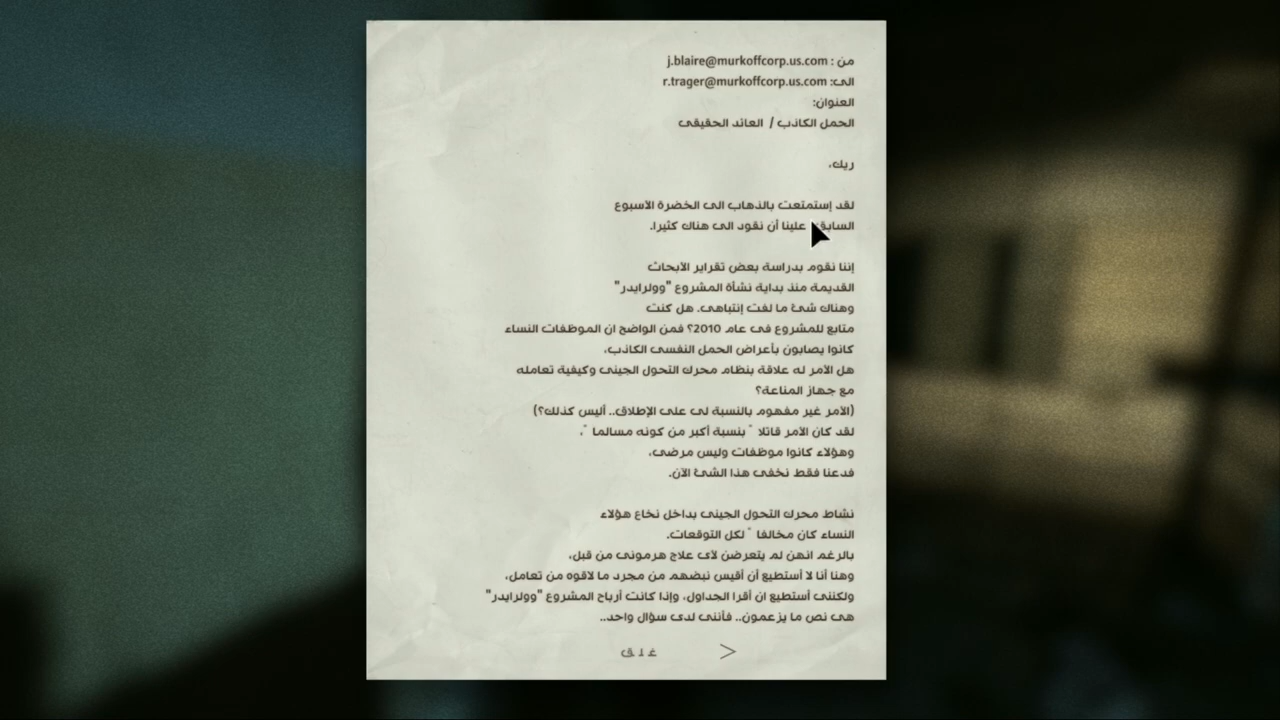 من : j.blaire@murkoffcorp.us.com
الى: r.trager@murkoffcorp.us.com
العنوان:
الحمل الكاذب / العائد الحقيقى
ريك،
لقد إستمتعت بالذهاب الى الخضرة الأسبوع
علينا أن نقود الى هناك كثيرا.
إننا نقوم بدراسة بعض تقراير الأبحاث
القديمة منذ بداية نشأة المشروع "وولرايدر"
وهناك شئ ما لفت إنتباهى. هل كنت
متابع للمشروع فى عام 2010؟ فمن الواضح ان الموظفات النساء
كانوا يصابون بأعراض الحمل النفسى الكاذب،
هل الأمر له علاقة بنظام محرك التحول الجينى وكيفية تعامله
مع جهاز المناعة؟
(الأمر غير مفهوم بالنسبة لى على الإطلاق.. أليس كذلك؟)
لقد كان الأمر قاتلا ً بنسبة أكبر من كونه مسالما ً،
وهؤلاء كانوا موظفات وليس مرضى،
فدعنا فقط نخفى هذا الشئ الآن.
نشاط محرك التحول الجينى بداخل نخاع هؤلاء
النساء كان مخالفا ً لكل التوقعات.
بالرغم انهن لم يتعرضن لأى علاج هرمونى من قبل،
وهنا أنا لا أستطيع أن أقيس نبضهم من مجرد ما لاقوه من تعامل،
ولكننى أستطيع ان أقرا الجداول، وإذا كانت أرباح المشروع "وولرايدر"
هى نص ما يزعمون.. فأننى لدى سؤال واحد..
غلق >